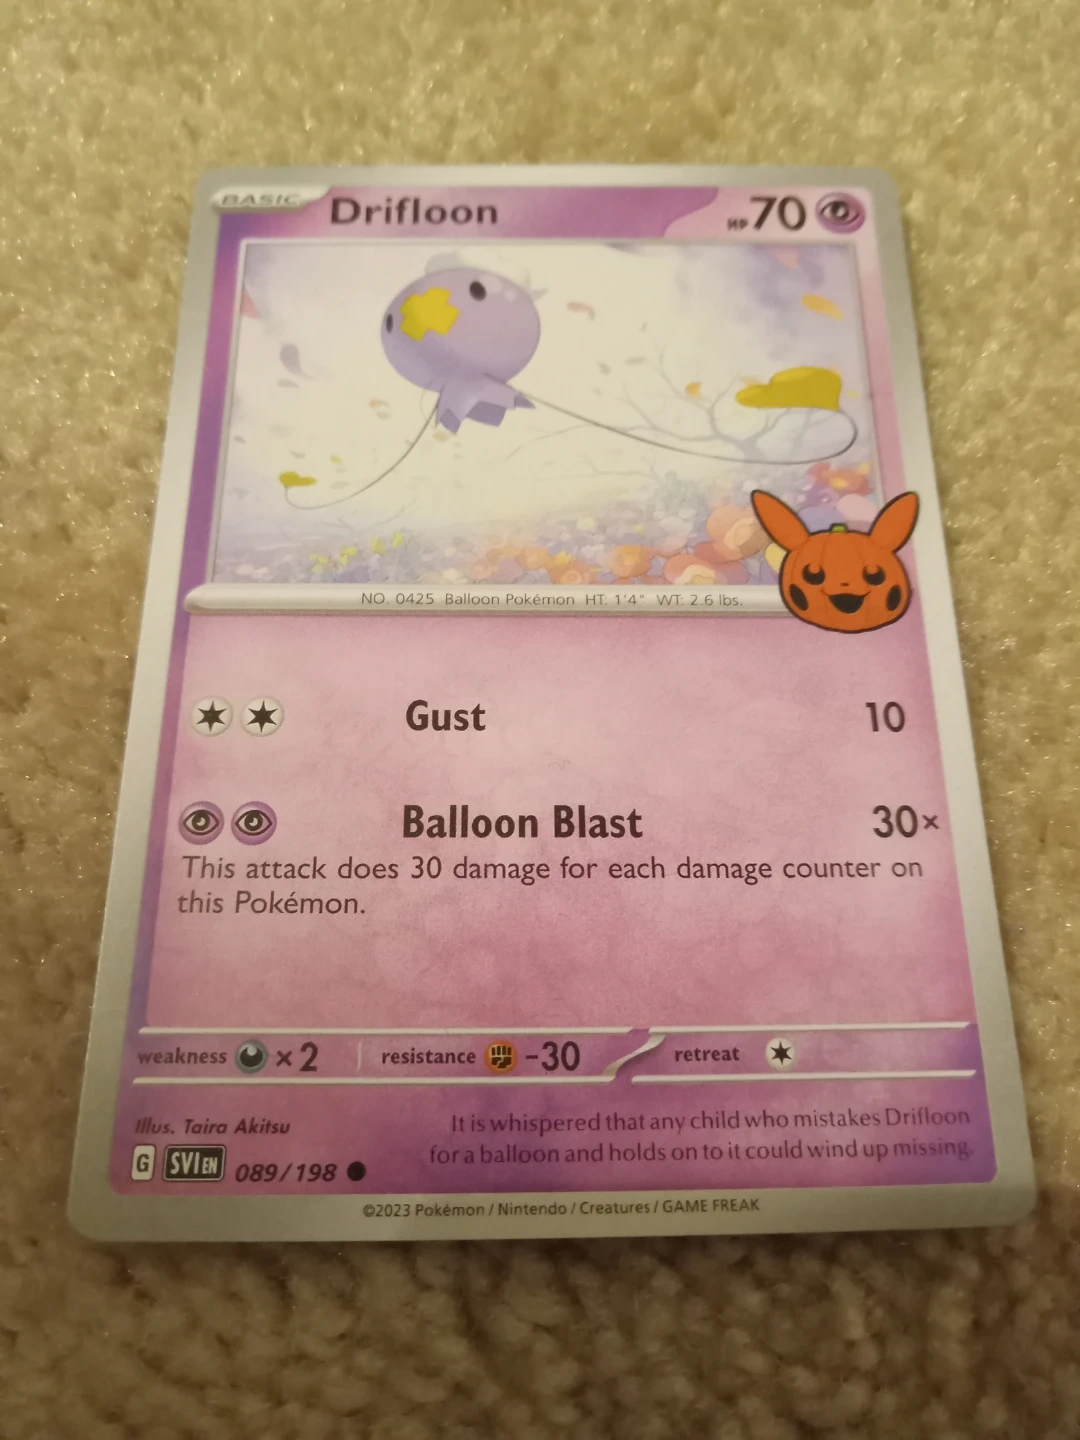 BASIC Drifloon HP 70
NO. 0425 Balloon Pokémon HT: 1'4" WT: 2.6 lbs.
Gust 10
Balloon Blast 30×
This attack does 30 damage for each damage counter on
this Pokémon.
weakness ×2 resistance -30 retreat
Illus. Taira Akitsu
It is whispered that any child who mistakes Drifloon
for a balloon and holds on to it could wind up missing.
G SVI EN 089/198
©2023 Pokémon / Nintendo / Creatures / GAME FREAK